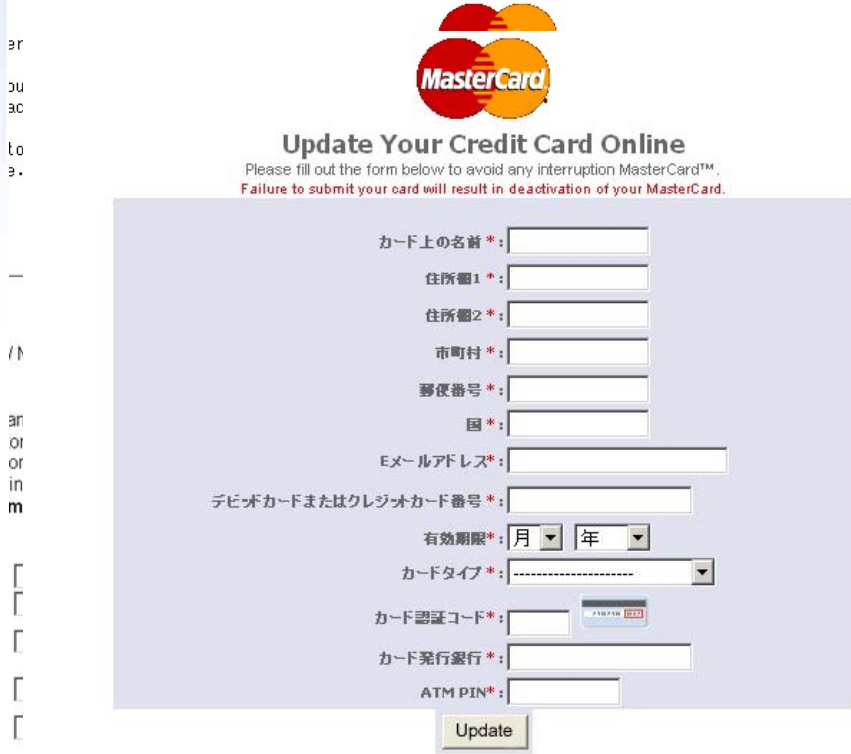 MasterCard
Update Your Credit Card Online
Please fill out the form below to avoid any interruption MasterCard™.
Failure to submit your card will result in deactivation of your MasterCard.
カード上の名前 * :
住所欄1 * :
住所欄2 * :
市町村 * :
郵便番号 * :
国 * :
Eメールアドレス* :
デビッドカードまたはクレジットカード番号 * :
有効期限* : 月 年
カードタイプ * : ---------------------
カード認証コード* :
カード発行銀行 * :
ATM PIN* :
Update